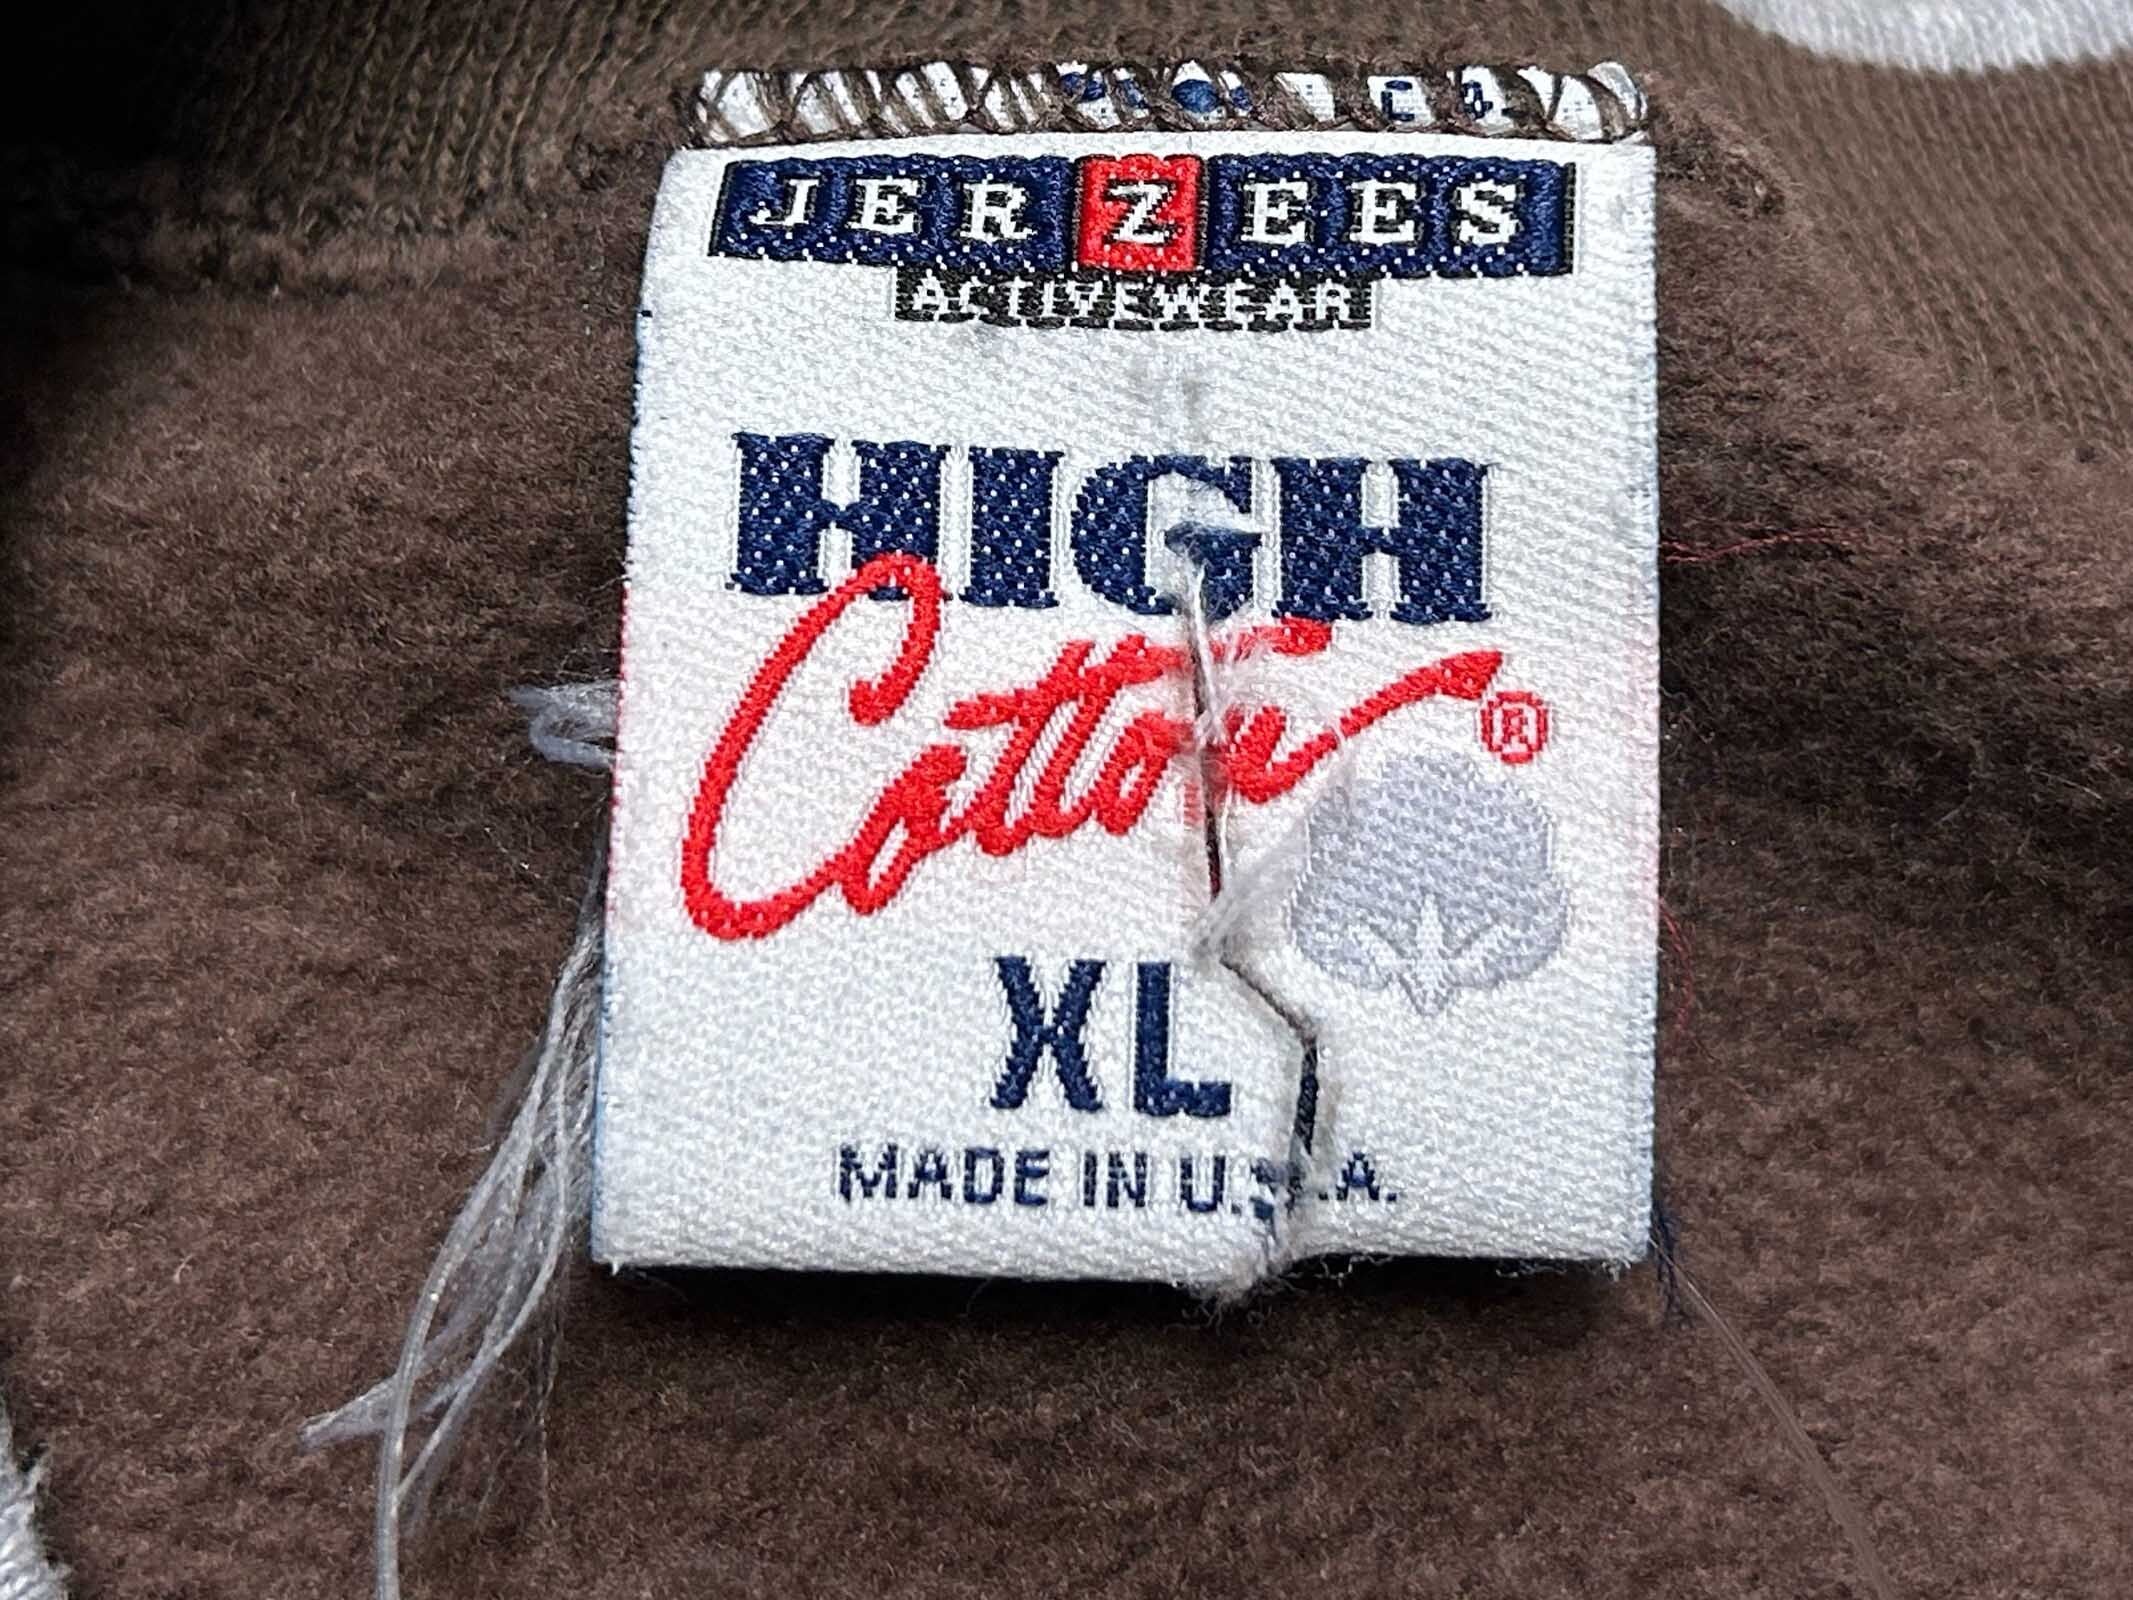 JERZEES
ACTIVEWEAR
HIGH
Cotton®
XL
MADE IN U.S.A.